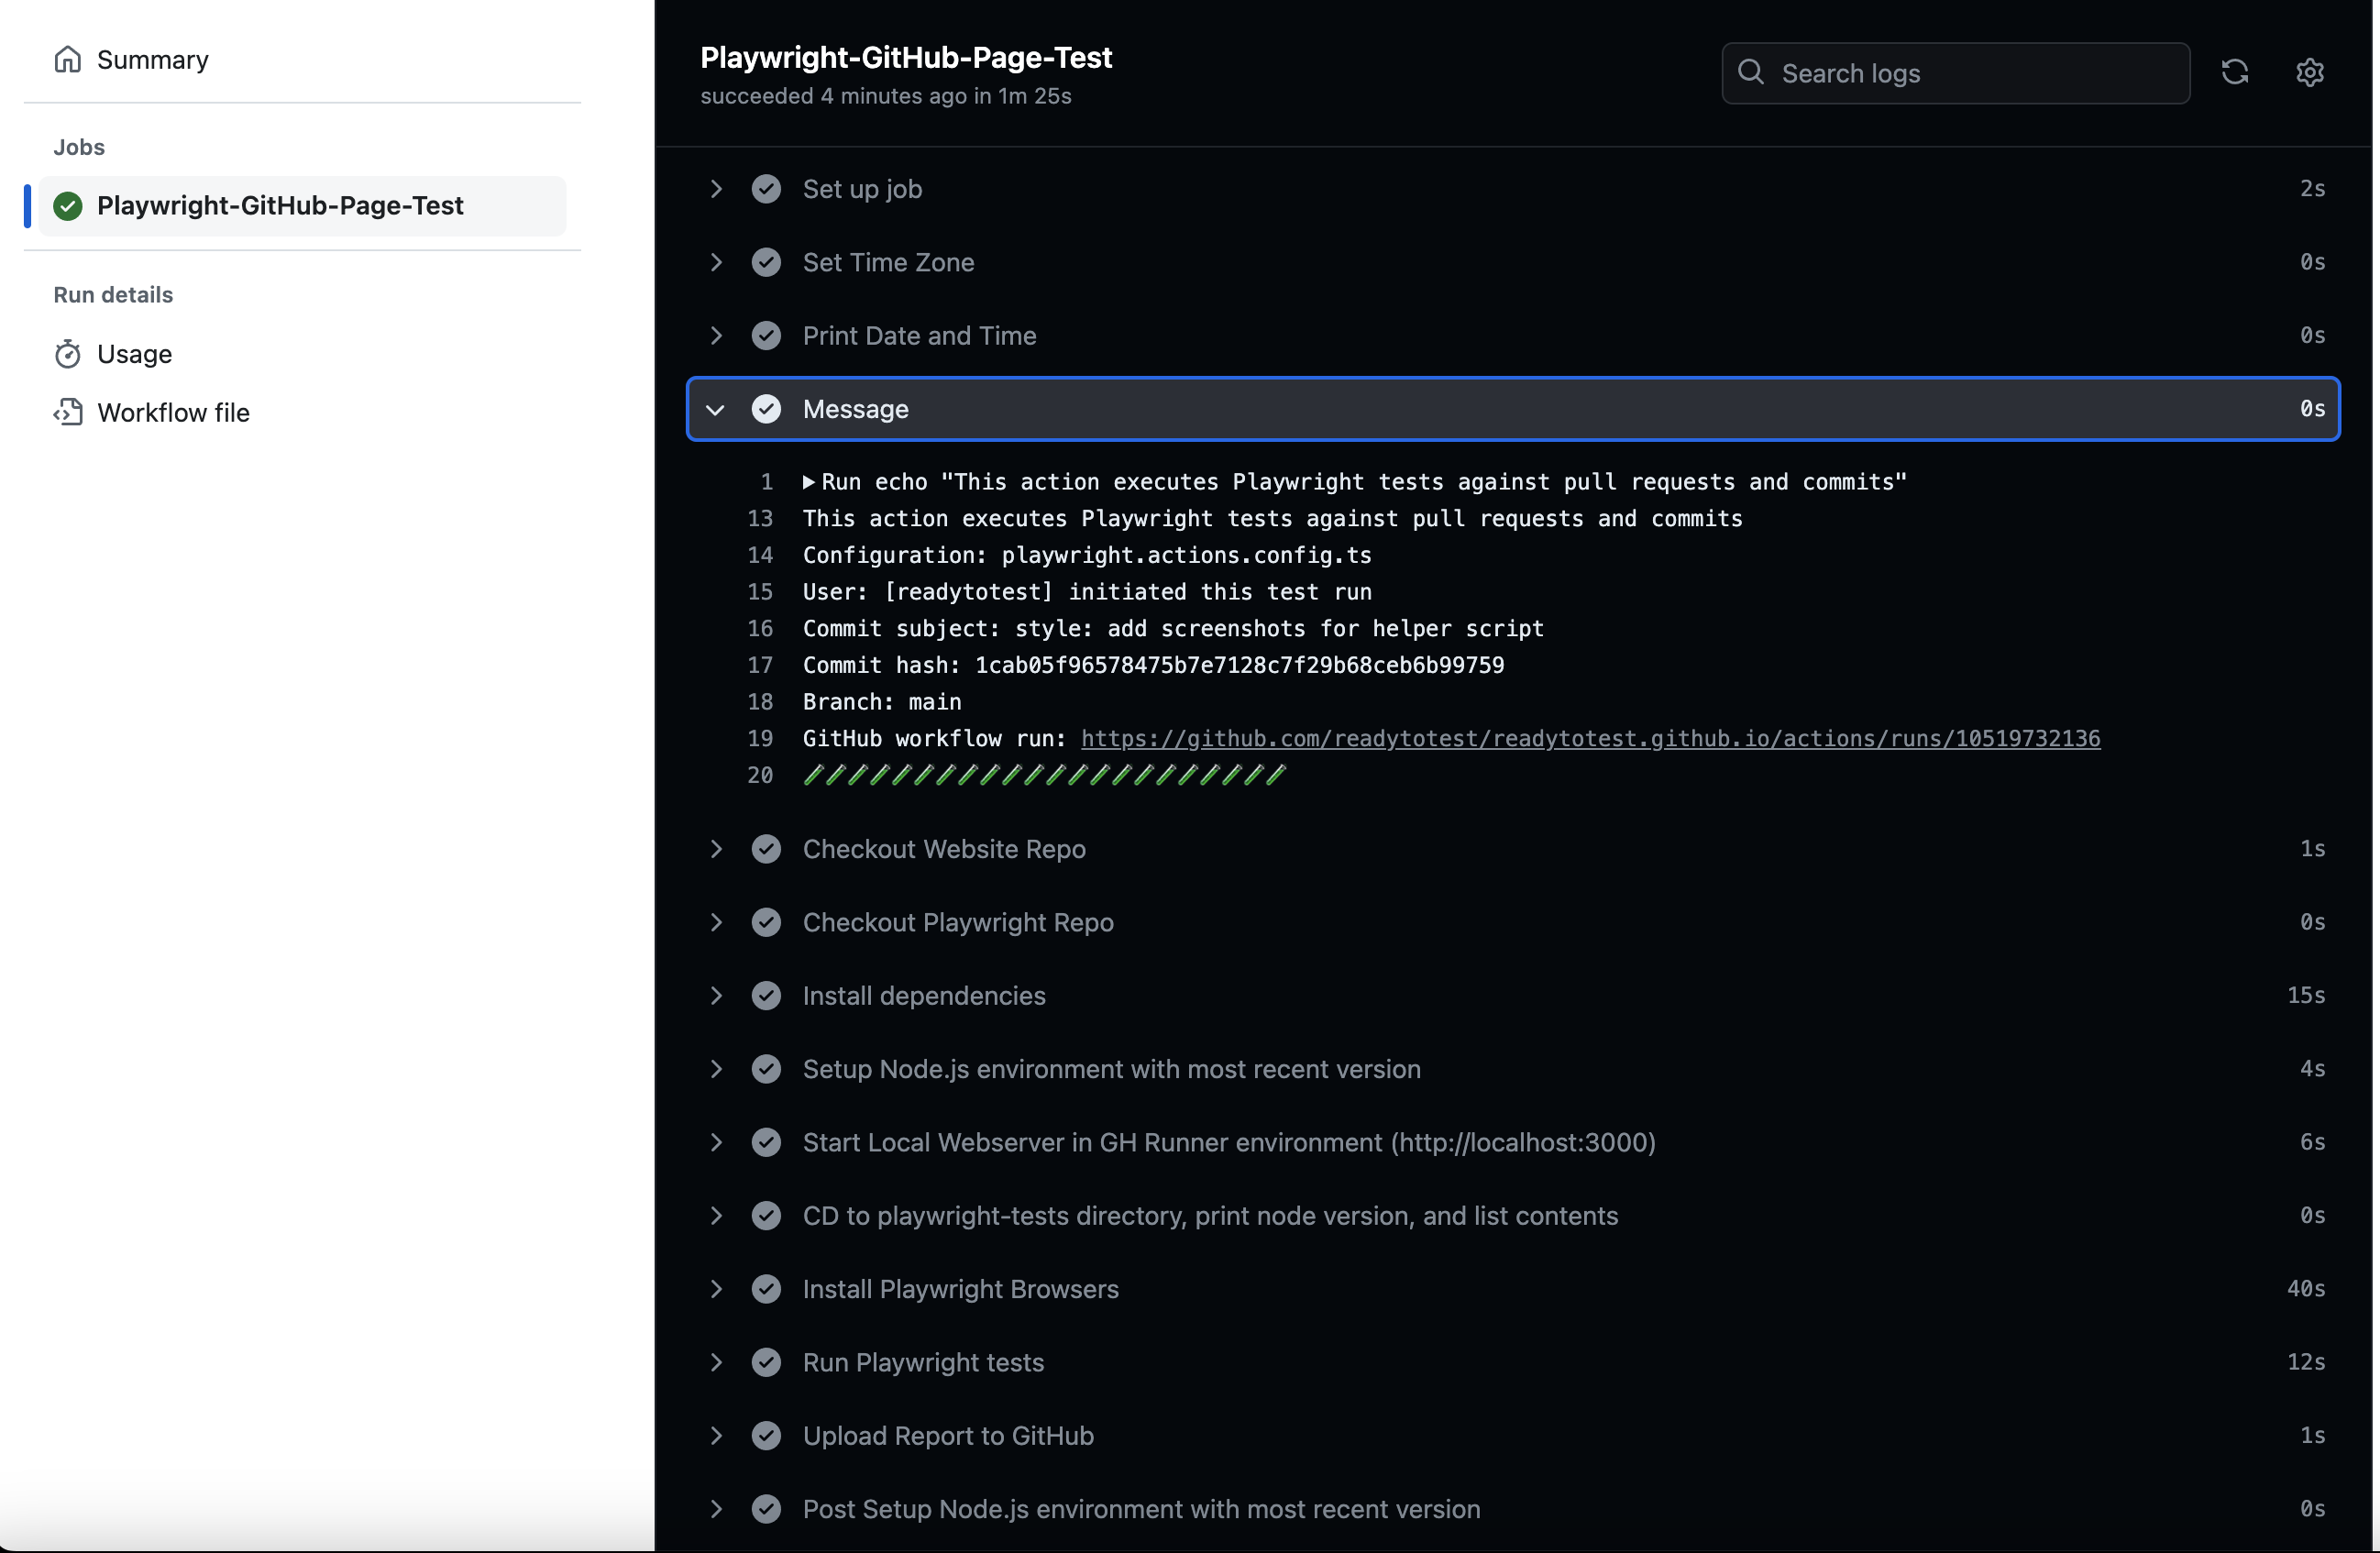 Summary
Jobs
Playwright-GitHub-Page-Test
Run details
Usage
Workflow file
Playwright-GitHub-Page-Test
succeeded 4 minutes ago in 1m 25s
Search logs
Set up job 2s
Set Time Zone 0s
Print Date and Time 0s
Message 0s
1 Run echo "This action executes Playwright tests against pull requests and commits"
13 This action executes Playwright tests against pull requests and commits
14 Configuration: playwright.actions.config.ts
15 User: [readytotest] initiated this test run
16 Commit subject: style: add screenshots for helper script
17 Commit hash: 1cab05f96578475b7e7128c7f29b68ceb6b99759
18 Branch: main
19 GitHub workflow run: https://github.com/readytotest/readytotest.github.io/actions/runs/10519732136
20
Checkout Website Repo 1s
Checkout Playwright Repo 0s
Install dependencies 15s
Setup Node.js environment with most recent version 4s
Start Local Webserver in GH Runner environment (http://localhost:3000) 6s
CD to playwright-tests directory, print node version, and list contents 0s
Install Playwright Browsers 40s
Run Playwright tests 12s
Upload Report to GitHub 1s
Post Setup Node.js environment with most recent version 0s